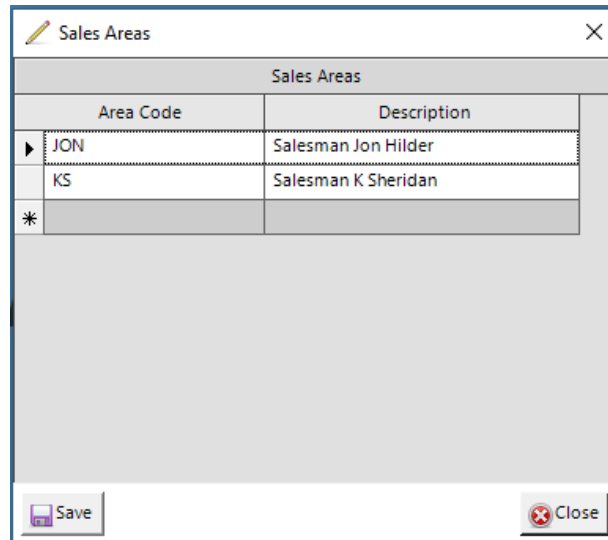 Sales Areas
Sales Areas
Area Code Description
JON Salesman Jon Hilder
KS Salesman K Sheridan
Save Close